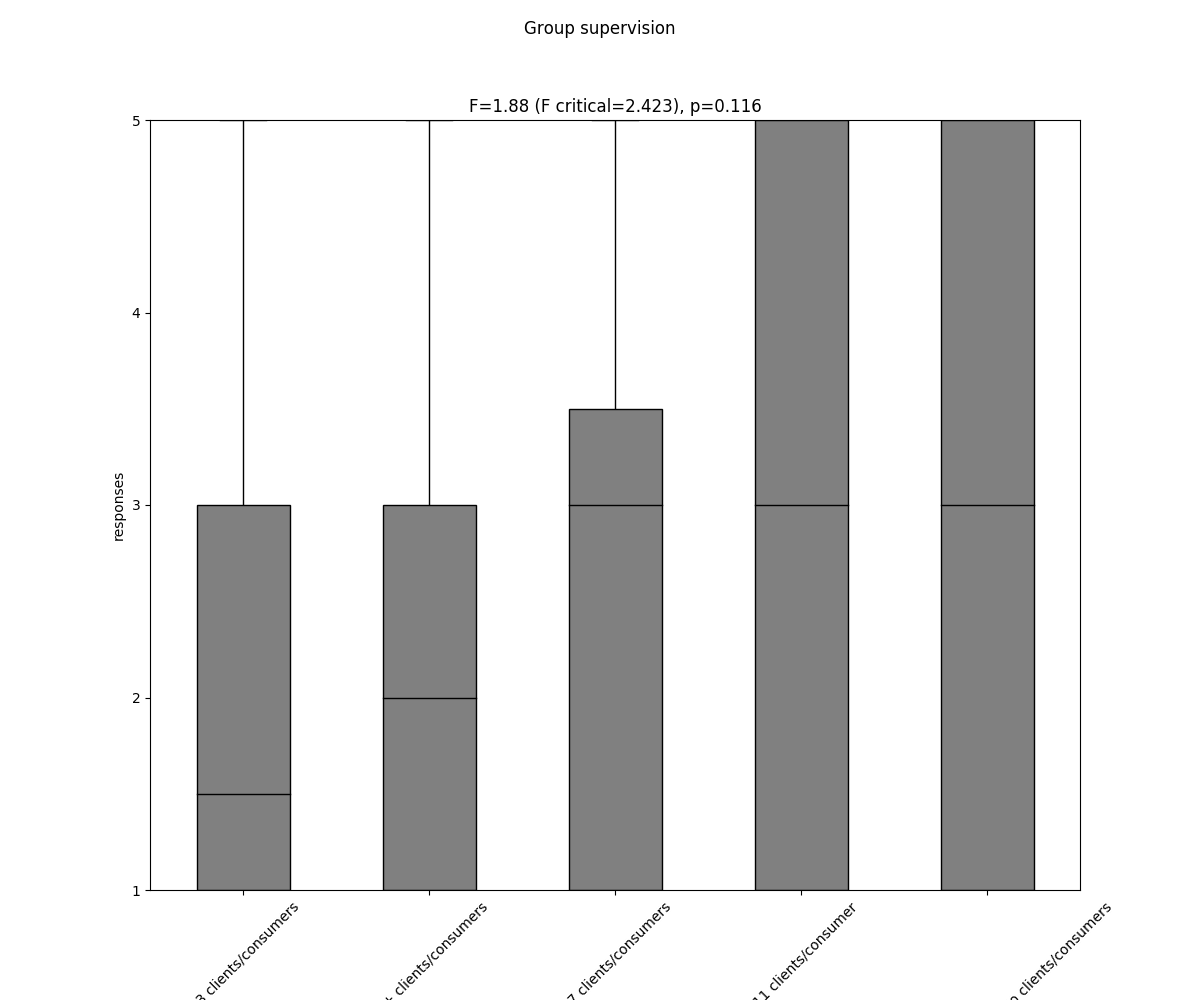 Group supervision
F=1.88 (F critical=2.423), p=0.116
5
4
3
2
1
responses
3 clients/consumers
clients/consumers
7 clients/consumers
11 clients/consumer
clients/consumers